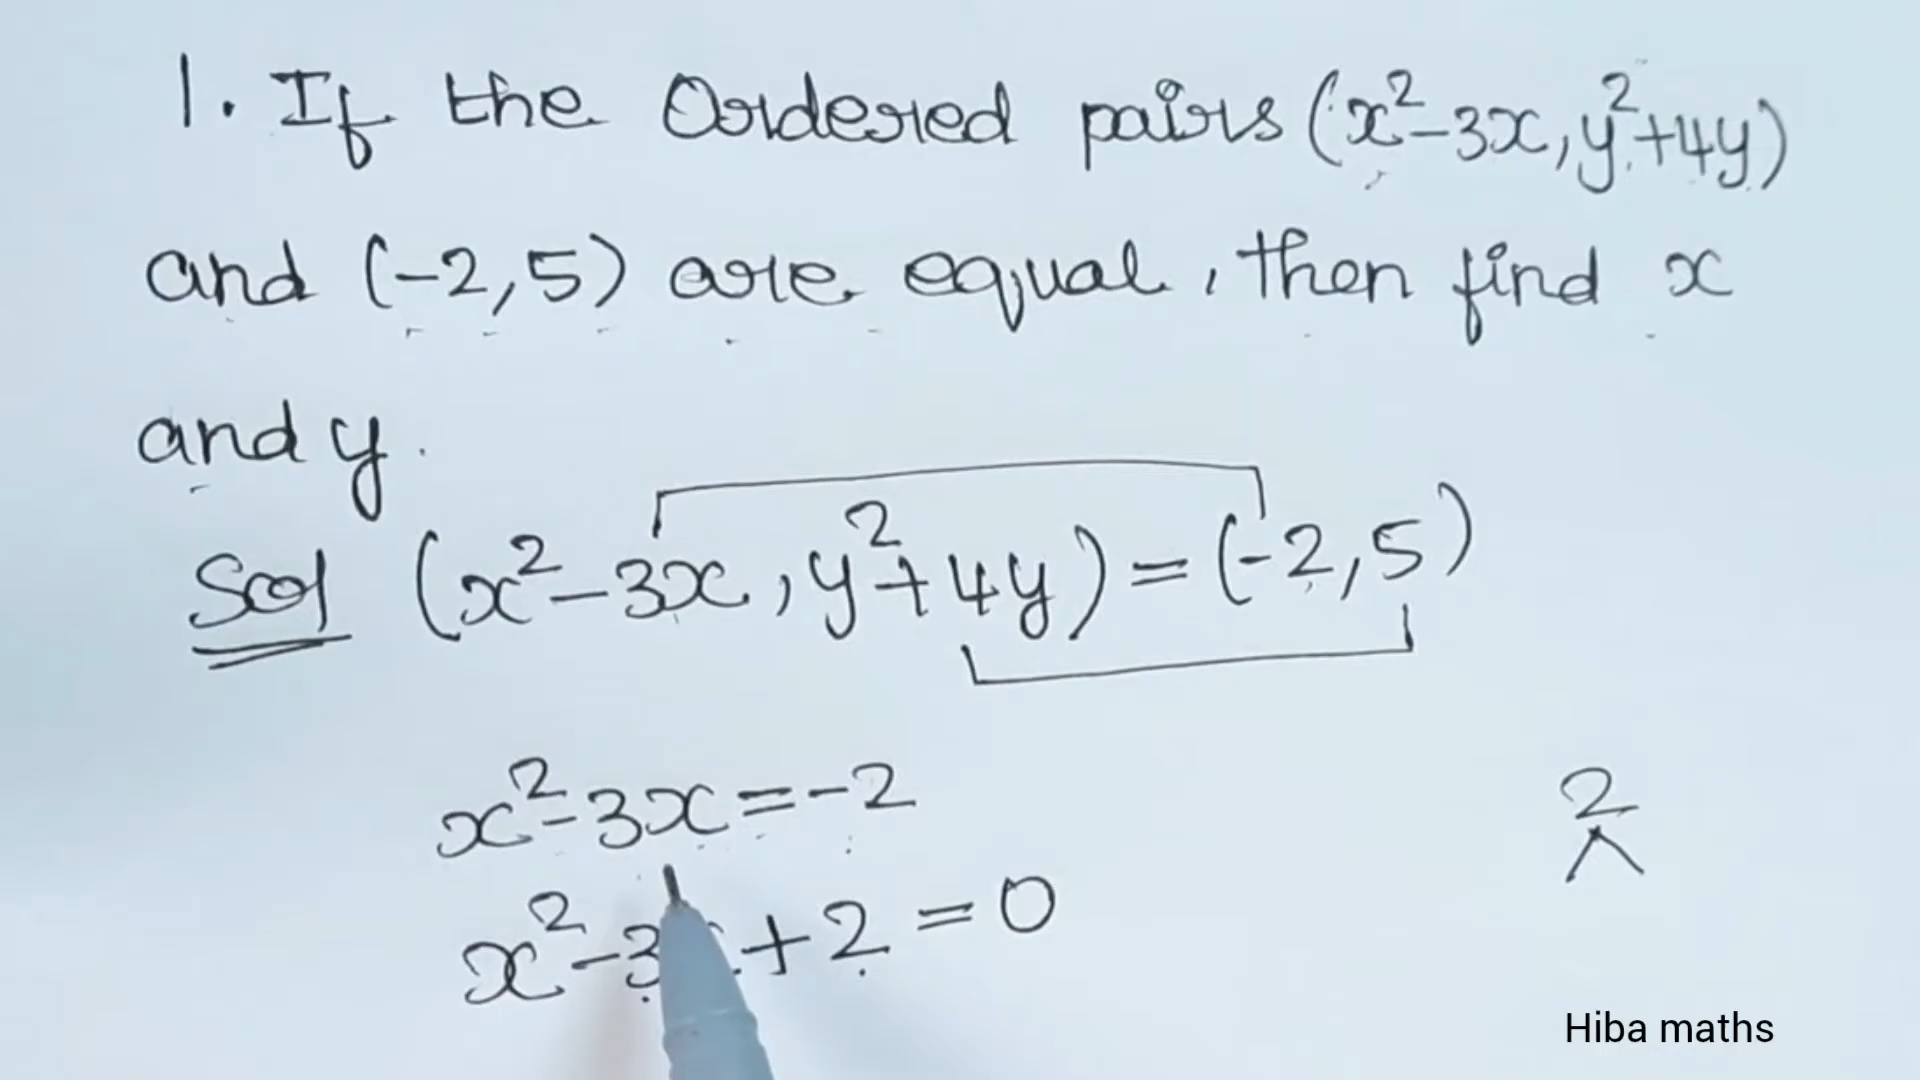 1. If the Ordered pairs (x²-3x, y²+4y)
and (-2,5) are equal, then find x
and y.
Sol (x²-3x, y²+4y) = (-2,5)
x²-3x=-2
2
x²-3x+2=0
Hiba maths